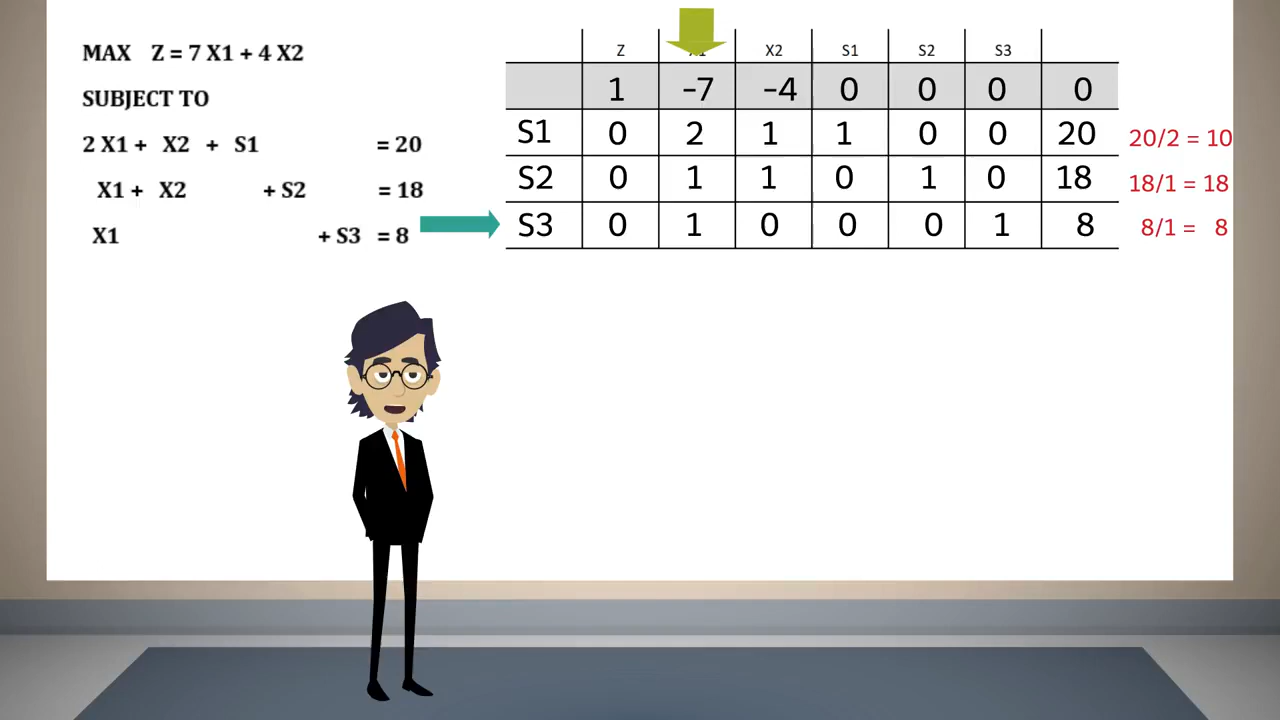 MAX Z = 7 X1 + 4 X2
SUBJECT TO
2 X1 + X2 + S1 = 20
X1 + X2 + S2 = 18
X1 + S3 = 8
Z X1 X2 S1 S2 S3
1 -7 -4 0 0 0 0
S1 0 2 1 1 0 0 20 20/2 = 10
S2 0 1 1 0 1 0 18 18/1 = 18
S3 0 1 0 0 0 1 8 8/1 = 8